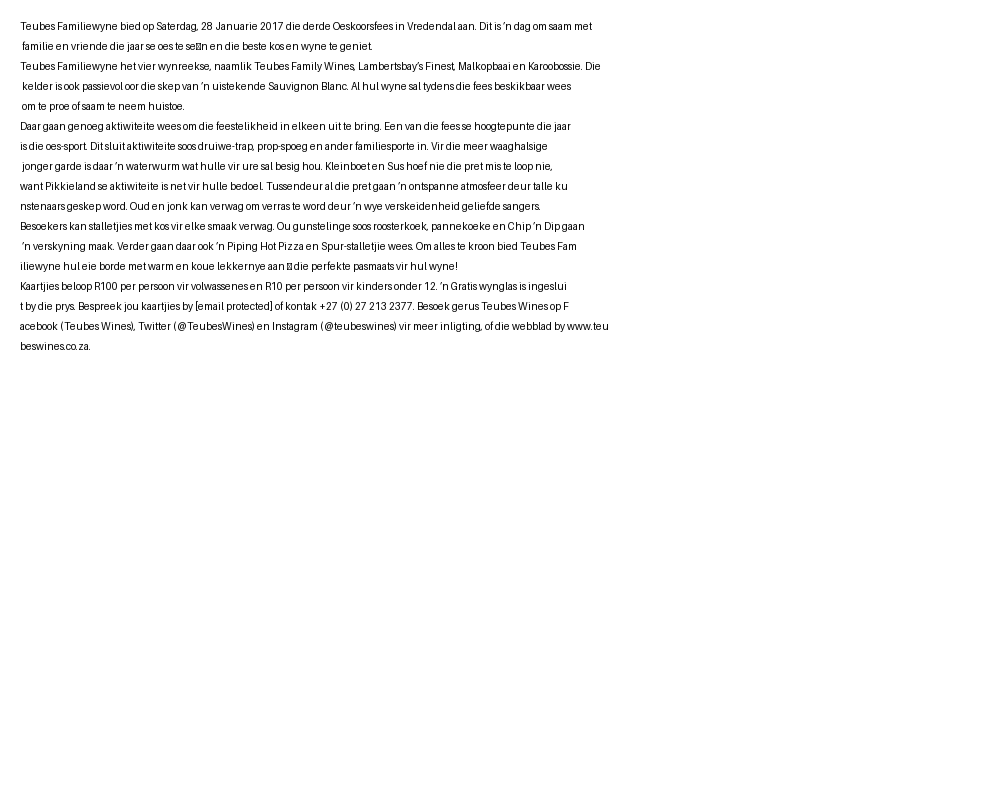 Teubes Familiewyne bied op Saterdag, 28 Januarie 2017 die derde Oeskoorsfees in Vredendal aan. Dit is ’n dag om saam met
familie en vriende die jaar se oes te se▯n en die beste kos en wyne te geniet.
Teubes Familiewyne het vier wynreekse, naamlik Teubes Family Wines, Lambertsbay’s Finest, Malkopbaai en Karoobossie. Die
kelder is ook passievol oor die skep van ’n uistekende Sauvignon Blanc. Al hul wyne sal tydens die fees beskikbaar wees
om te proe of saam te neem huistoe.
Daar gaan genoeg aktiwiteite wees om die feestelikheid in elkeen uit te bring. Een van die fees se hoogtepunte die jaar
is die oes-sport. Dit sluit aktiwiteite soos druiwe-trap, prop-spoeg en ander familiesporte in. Vir die meer waaghalsige
jonger garde is daar ’n waterwurm wat hulle vir ure sal besig hou. Kleinboet en Sus hoef nie die pret mis te loop nie,
want Pikkieland se aktiwiteite is net vir hulle bedoel. Tussendeur al die pret gaan ’n ontspanne atmosfeer deur talle ku
nstenaars geskep word. Oud en jonk kan verwag om verras te word deur ’n wye verskeidenheid geliefde sangers.
Besoekers kan stalletjies met kos vir elke smaak verwag. Ou gunstelinge soos roosterkoek, pannekoeke en Chip ’n Dip gaan
’n verskyning maak. Verder gaan daar ook ’n Piping Hot Pizza en Spur-stalletjie wees. Om alles te kroon bied Teubes Fam
iliewyne hul eie borde met warm en koue lekkernye aan ▯ die perfekte pasmaats vir hul wyne!
Kaartjies beloop R100 per persoon vir volwassenes en R10 per persoon vir kinders onder 12. ’n Gratis wynglas is ingeslui
t by die prys. Bespreek jou kaartjies by [email protected] of kontak +27 (0) 27 213 2377. Besoek gerus Teubes Wines op F
acebook (Teubes Wines), Twitter (@TeubesWines) en Instagram (@teubeswines) vir meer inligting, of die webblad by www.teu
beswines.co.za.